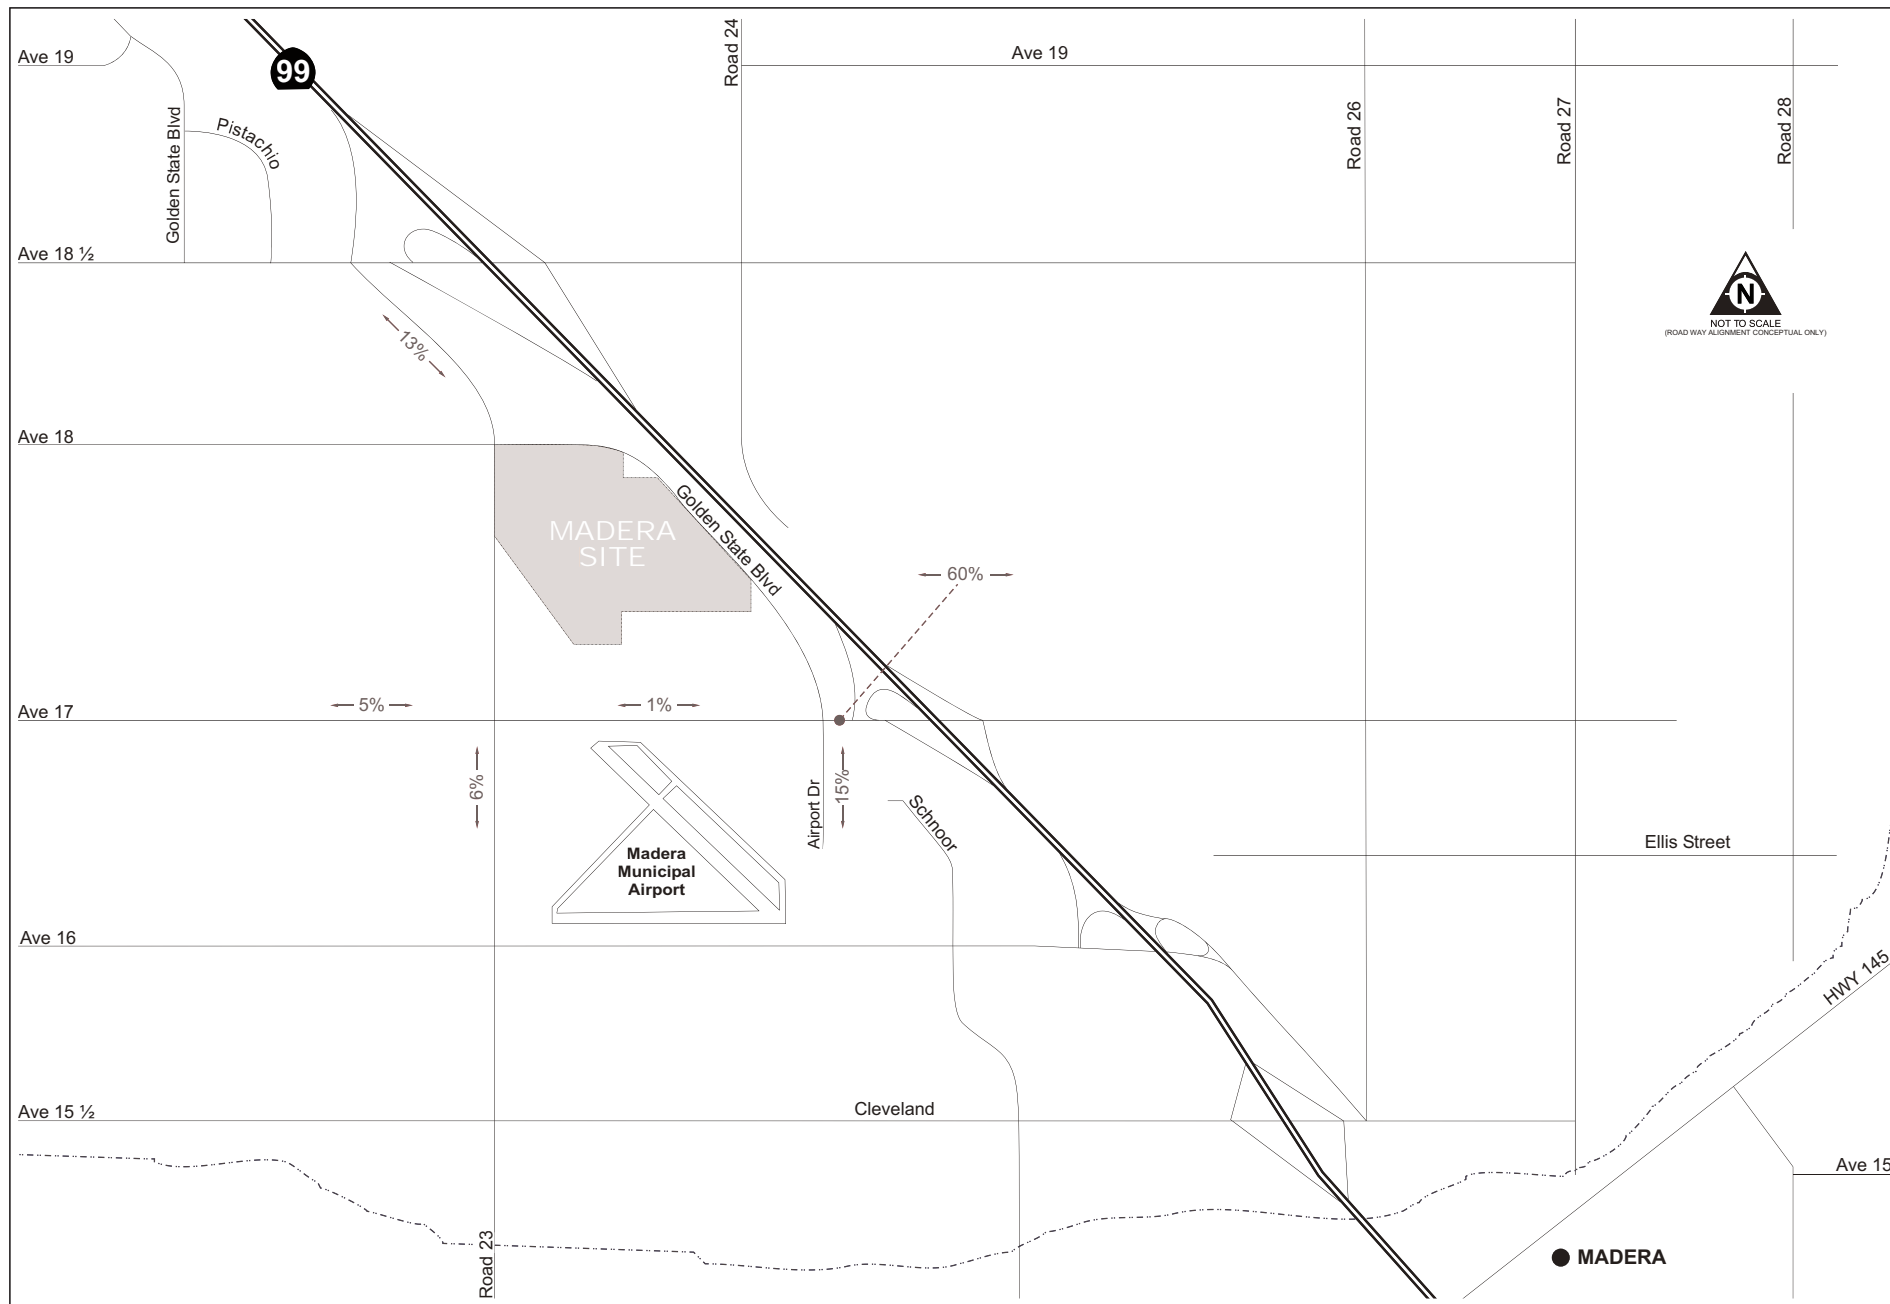 Road 24
Ave 19
Ave 19
99
Golden State Blvd
Pistachio
Road 26
Road 27
Road 28
Ave 18 ½
N
NOT TO SCALE
(ROAD WAY ALIGNMENT CONCEPTUAL ONLY)
13%
Ave 18
MADERA
SITE
Golden State Blvd
60%
5%
1%
Ave 17
6%
Airport Dr
15%
Schnoor
Madera
Municipal
Airport
Ellis Street
Ave 16
HWY 145
Ave 15 ½
Cleveland
Ave 15
Road 23
MADERA